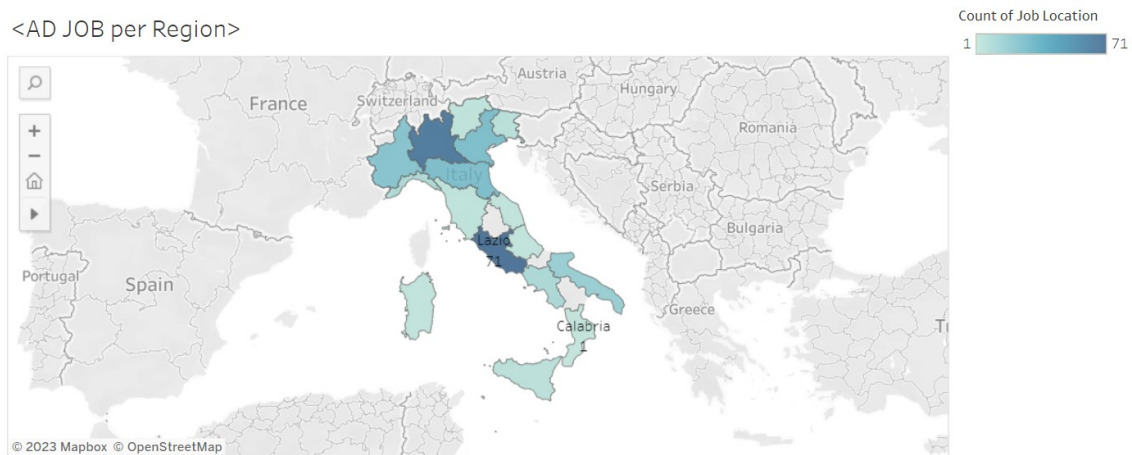 <AD JOB per Region>
Count of Job Location
1
71
Austria
France
Switzerland
Hungary
Romania
Italy
Serbia
Bulgaria
Lazio
71
Portugal
Spain
Greece
Calabria
1
© 2023 Mapbox © OpenStreetMap